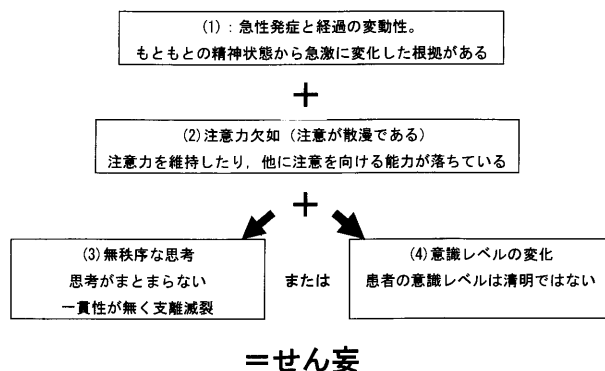 (1)：急性発症と経過の変動性。
もともとの精神状態から急激に変化した根拠がある
＋
(2)注意力欠如（注意が散漫である）
注意力を維持したり，他に注意を向ける能力が落ちている
＋
(3)無秩序な思考
思考がまとまらない
一貫性が無く支離滅裂
または
(4)意識レベルの変化
患者の意識レベルは清明ではない
＝せん妄